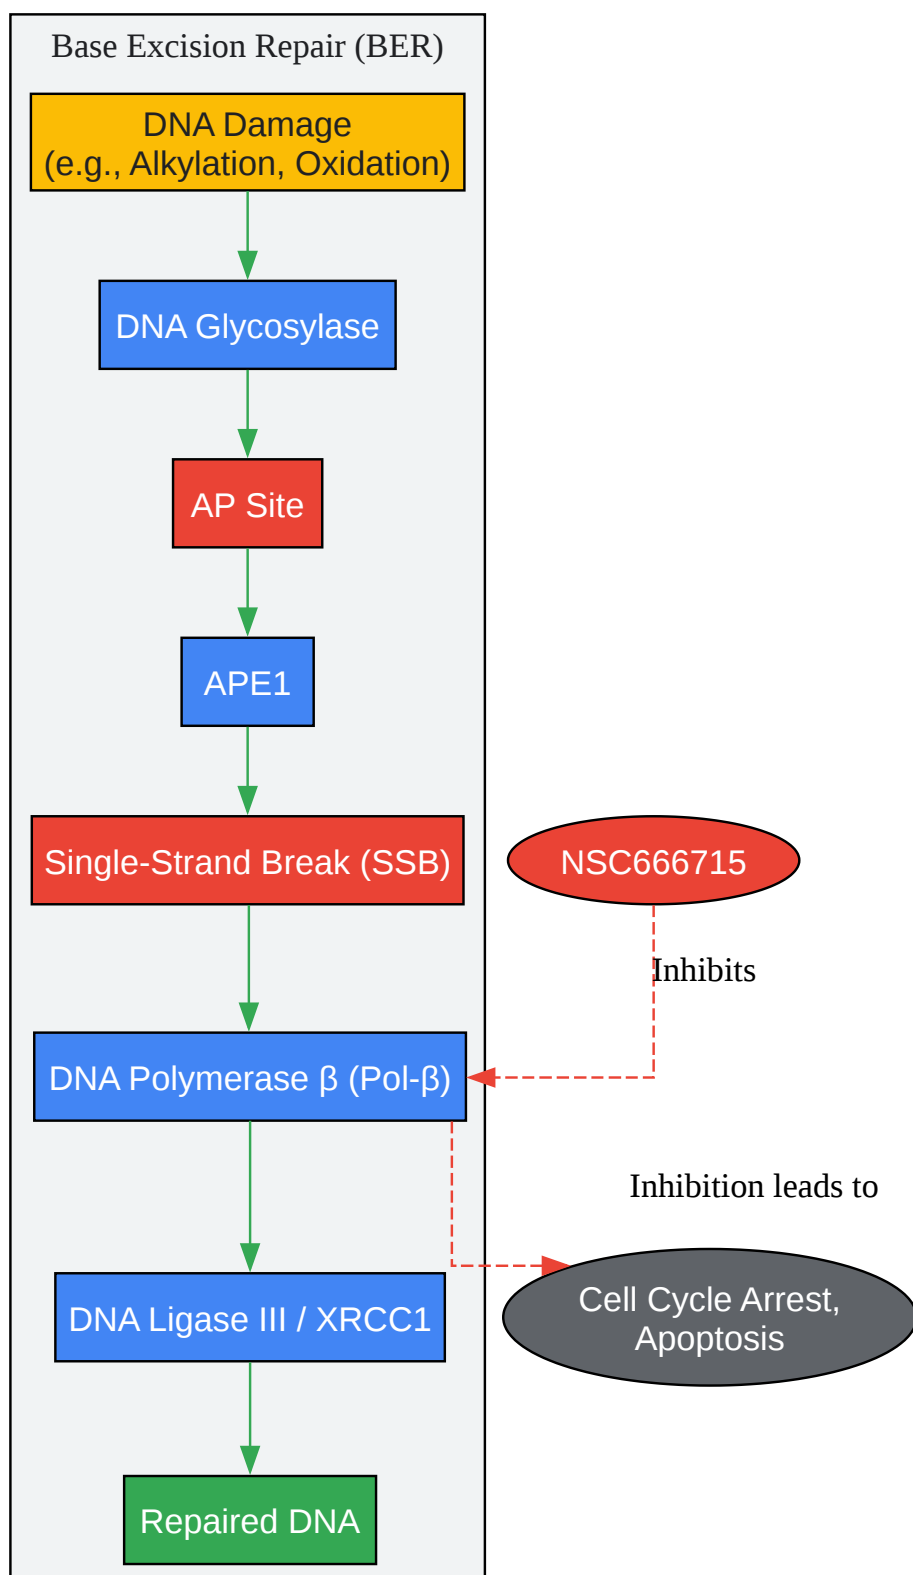 Base Excision Repair (BER)
DNA Damage
(e.g., Alkylation, Oxidation)
DNA Glycosylase
AP Site
APE1
Single-Strand Break (SSB)
NSC666715
Inhibits
DNA Polymerase β (Pol-β)
Inhibition leads to
Cell Cycle Arrest,
Apoptosis
DNA Ligase III / XRCC1
Repaired DNA